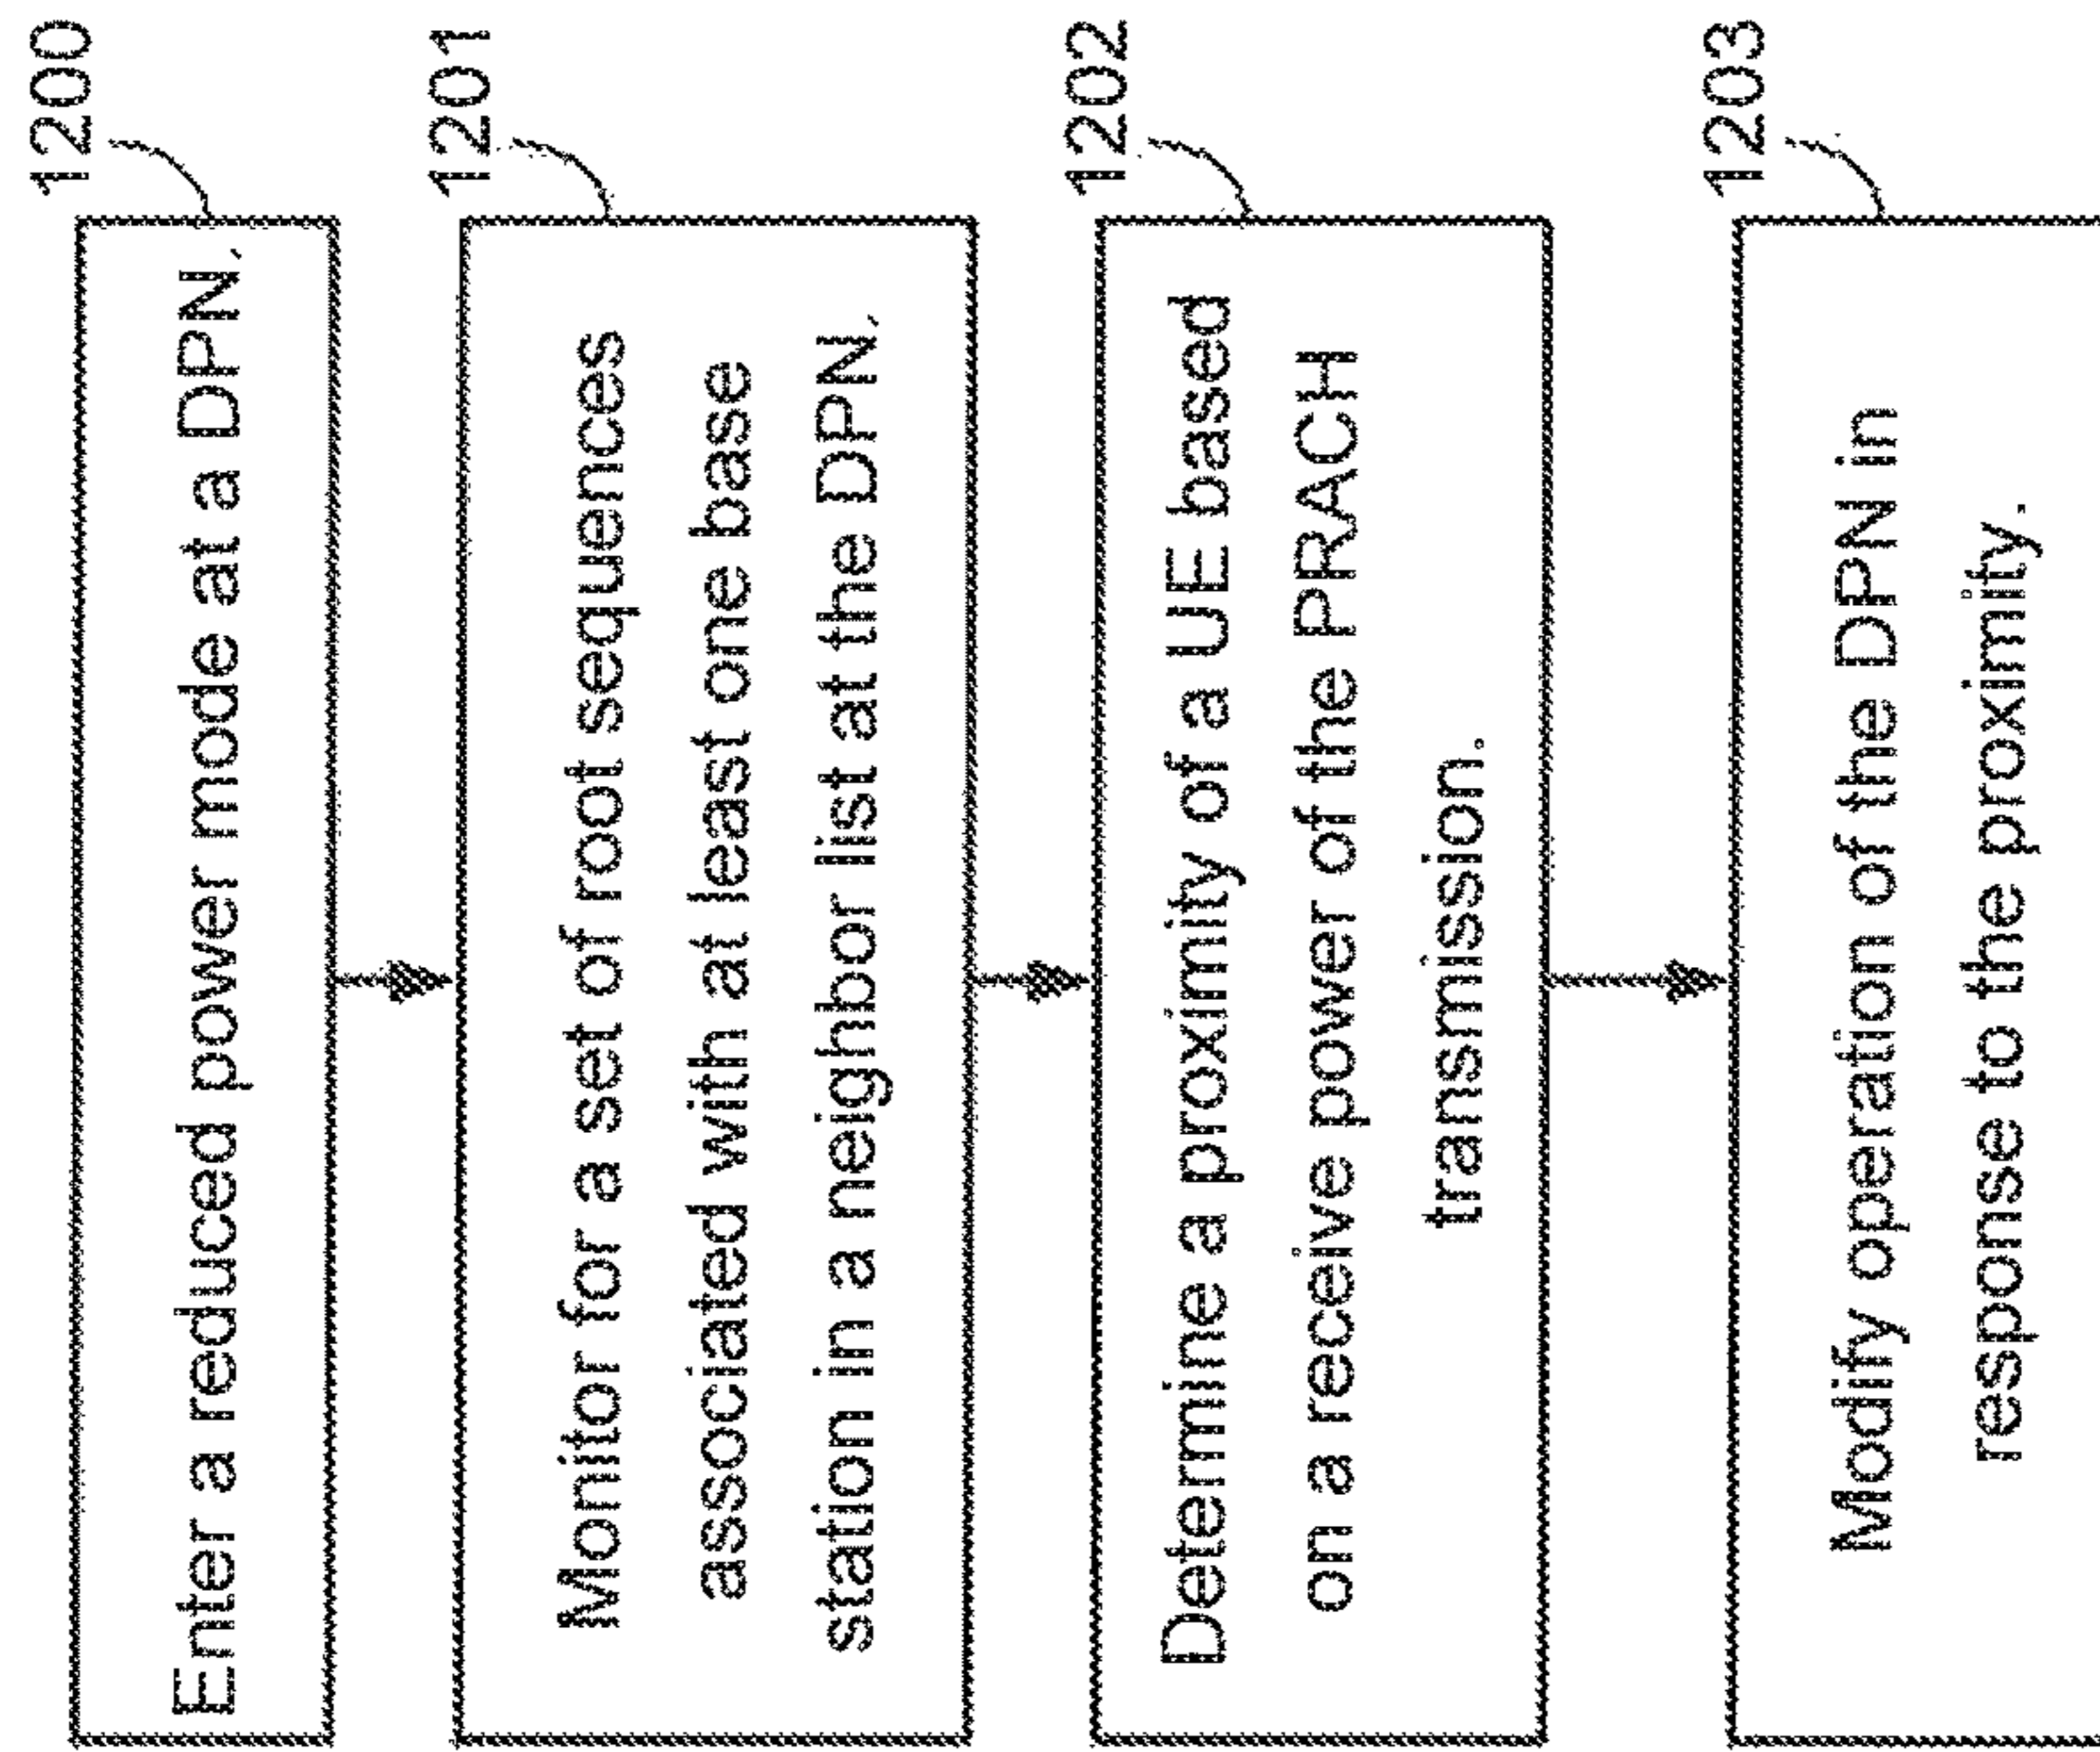 1200
Enter a reduced power mode at a DPN.
1201
Monitor for a set of root sequences
associated with at least one base
station in a neighbor list at the DPN.
1202
Determine a proximity of a UE based
on a receive power of the PRACH
transmission.
1203
Modify operation of the DPN in
response to the proximity.